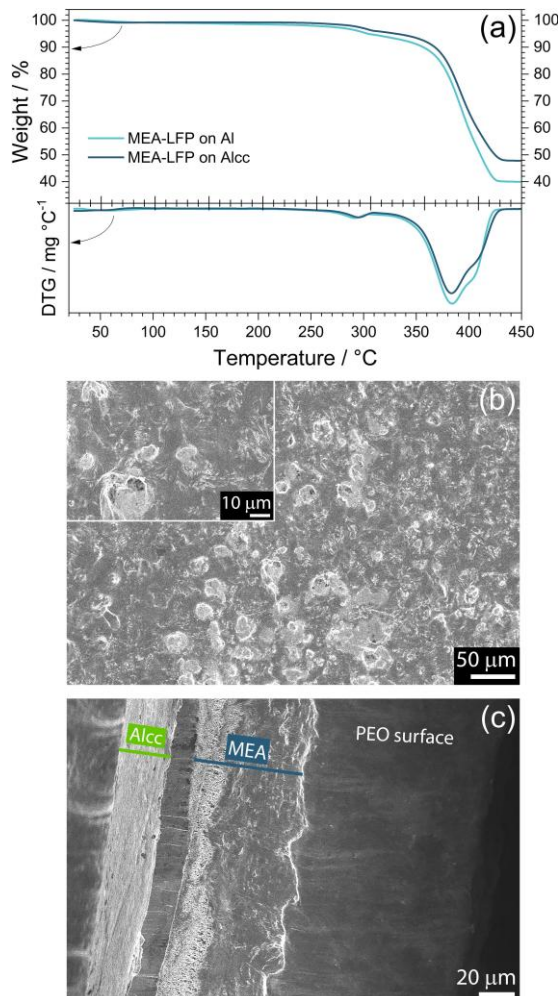 (a)
100
90
80
70
60
50
40
100
90
80
70
60
50
40
Weight / %
MEA-LFP on Al
MEA-LFP on Alcc
DTG / mg °C⁻¹
50 100 150 200 250 300 350 400 450
Temperature / °C
(b)
10 μm
50 μm
(c)
Alcc
MEA
PEO surface
20 μm